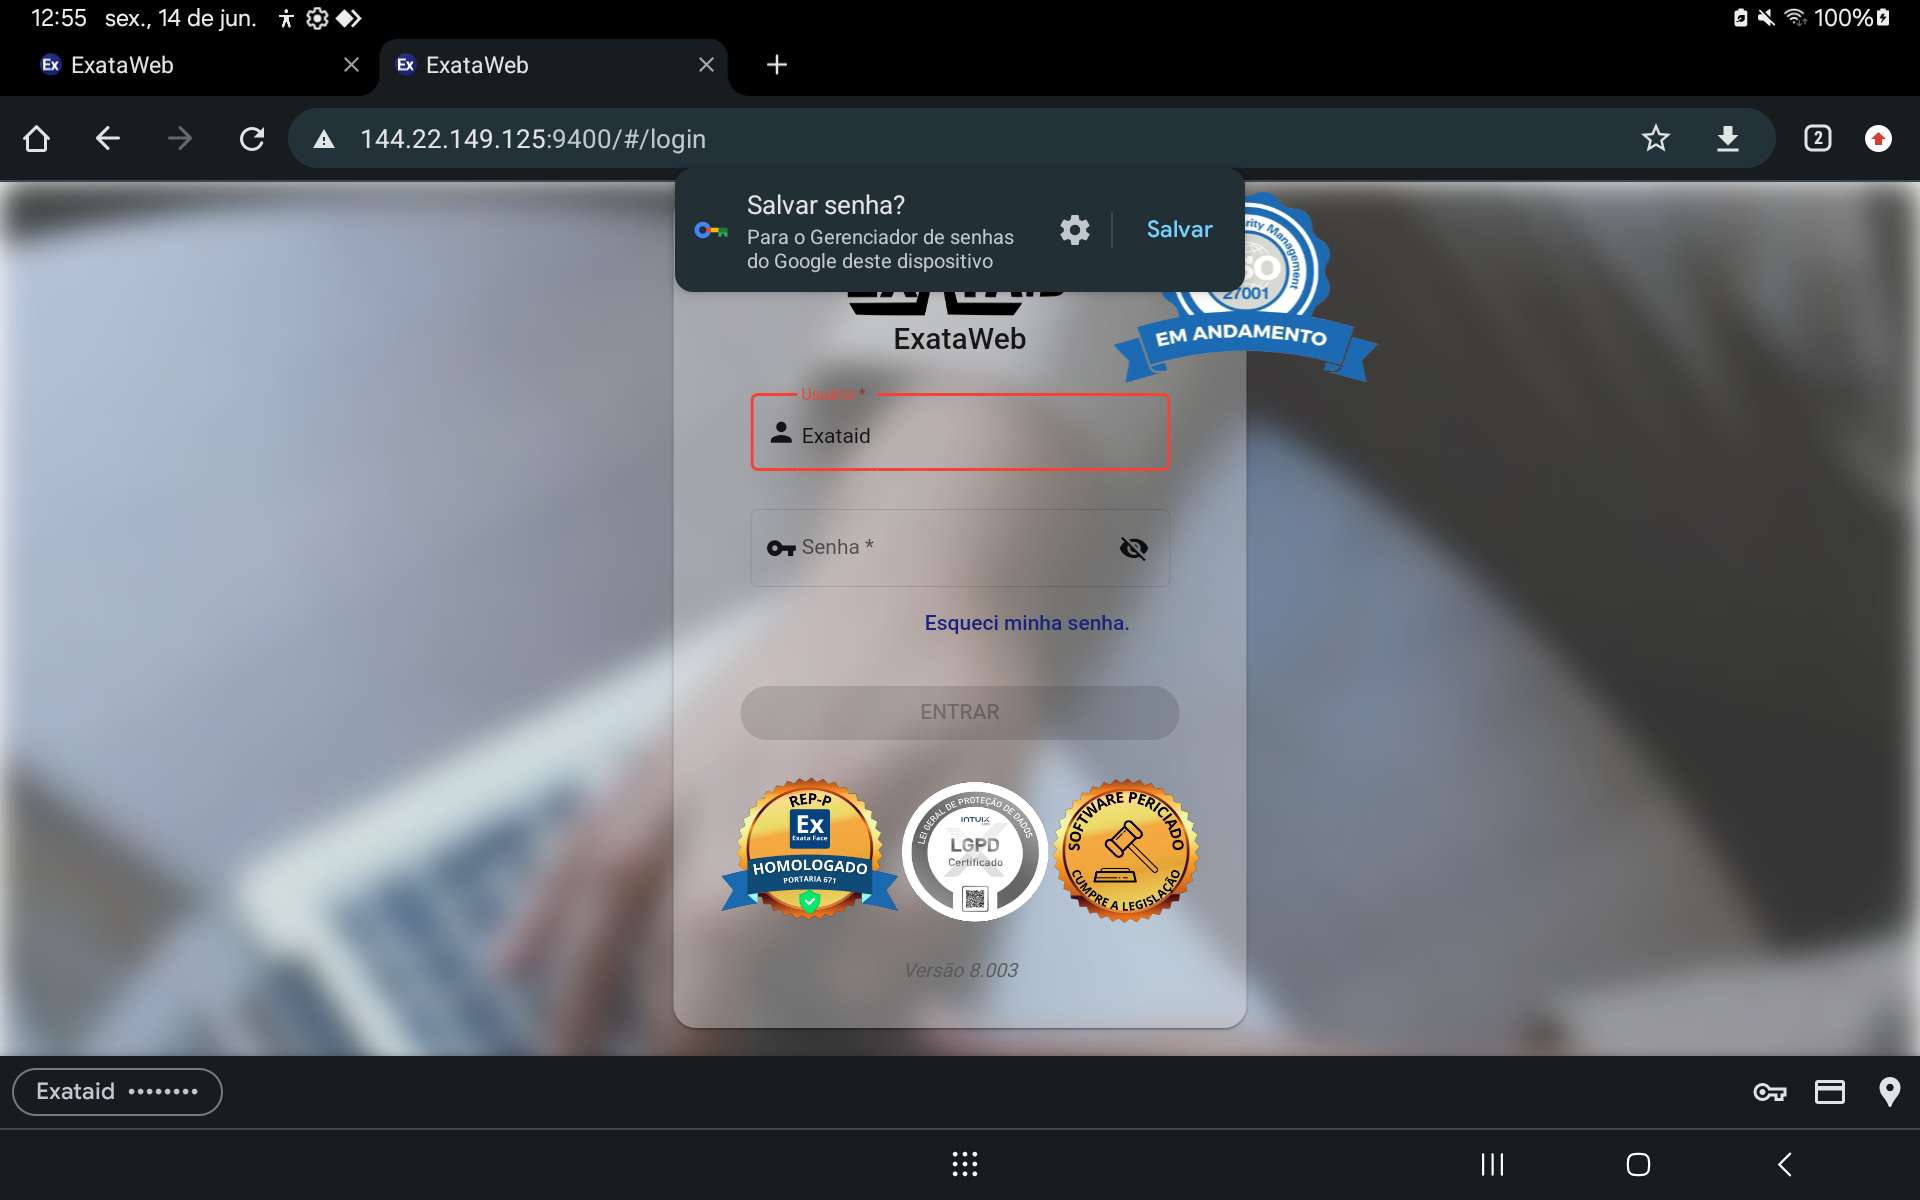 12:55 sex., 14 de jun. 100%
Ex ExataWeb
Ex ExataWeb
144.22.149.125:9400/#/login
2
Salvar senha?
Para o Gerenciador de senhas
do Google deste dispositivo
Salvar
rity Management
27001
EM ANDAMENTO
ExataWeb
Usuário *
Exataid
Senha *
Esqueci minha senha.
ENTRAR
REP-P
Ex
Exata Face
HOMOLOGADO
PORTARIA 671
LEI GERAL DE PROTEÇÃO DE DADOS
INTUIX
LGPD
Certificado
SOFTWARE PERICIADO
CUMPRE A LEGISLAÇÃO
Versão 8.003
Exataid ••••••••